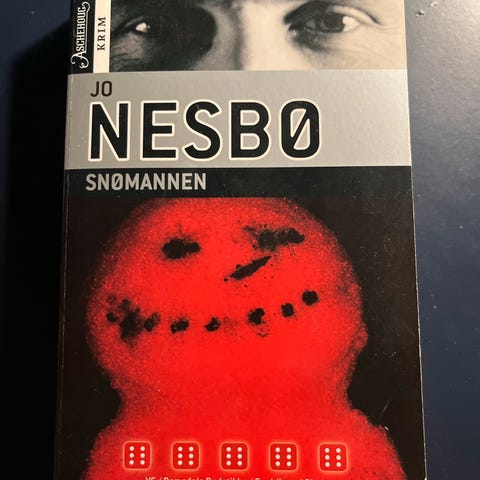 ASCHEHOUG
KRIM
JO
NESBØ
SNØMANNEN